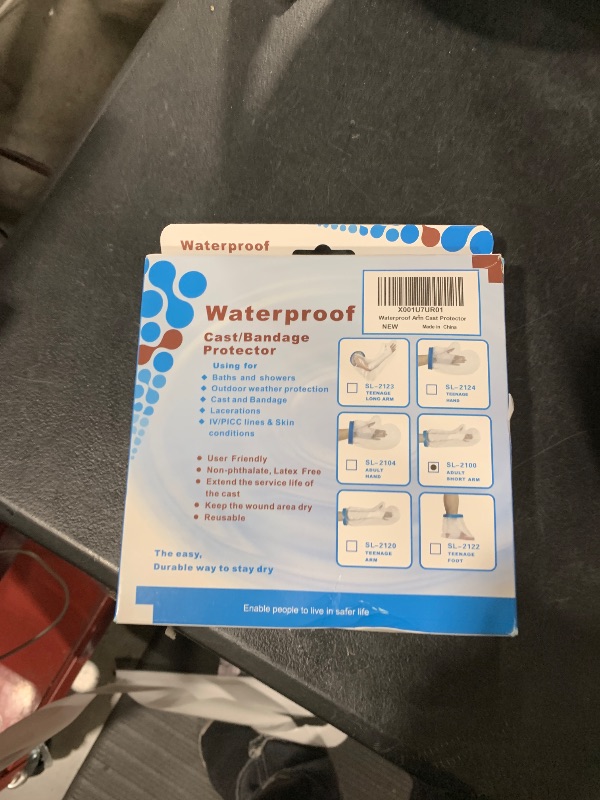 Waterproof
X001U7UR01
Waterproof Arm Cast Protector
NEW Made in China
Waterproof
Cast/Bandage
Protector
Using for
Baths and showers
Outdoor weather protection
Cast and Bandage
Lacerations
IV/PICC lines & Skin
conditions
User Friendly
Non-phthalate, Latex Free
Extend the service life of
the cast
Keep the wound area dry
Reusable
SL-2123
TEENAGE
LONG ARM
SL-2124
TEENAGE
HAND
SL-2104
ADULT
HAND
SL-2100
ADULT
SHORT ARM
SL-2120
TEENAGE
ARM
SL-2122
TEENAGE
FOOT
The easy,
Durable way to stay dry
Enable people to live in safer life